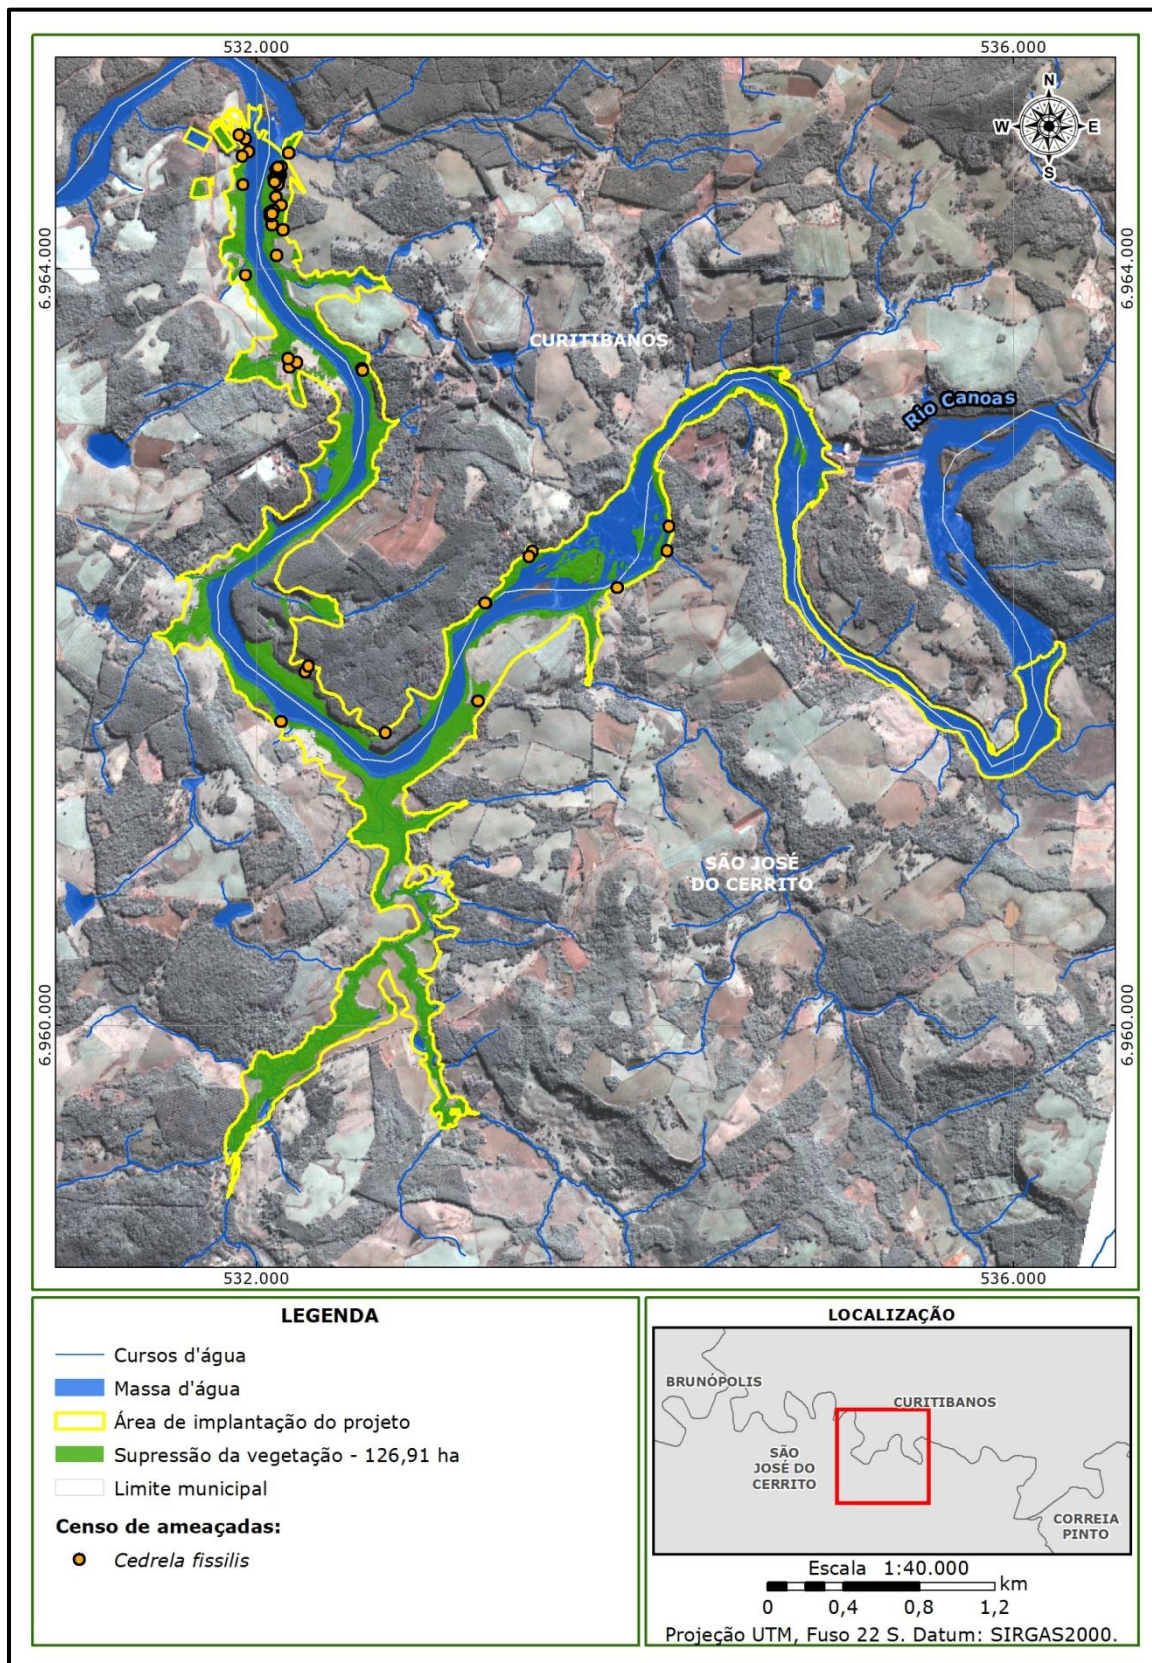 532.000
536.000
N
W
E
S
6.964.000
6.964.000
CURITIBANOS
Rio Canoas
SÃO JOSÉ
DO CERRITO
6.960.000
6.960.000
532.000
536.000
LEGENDA
Cursos d'água
Massa d'água
Área de implantação do projeto
Supressão da vegetação - 126,91 ha
Limite municipal
Censo de ameaçadas:
Cedrela fissilis
LOCALIZAÇÃO
BRUNÓPOLIS
CURITIBANOS
SÃO
JOSÉ DO
CERRITO
CORREIA
PINTO
Escala 1:40.000
km
0 0,4 0,8 1,2
Projeção UTM, Fuso 22 S. Datum: SIRGAS2000.